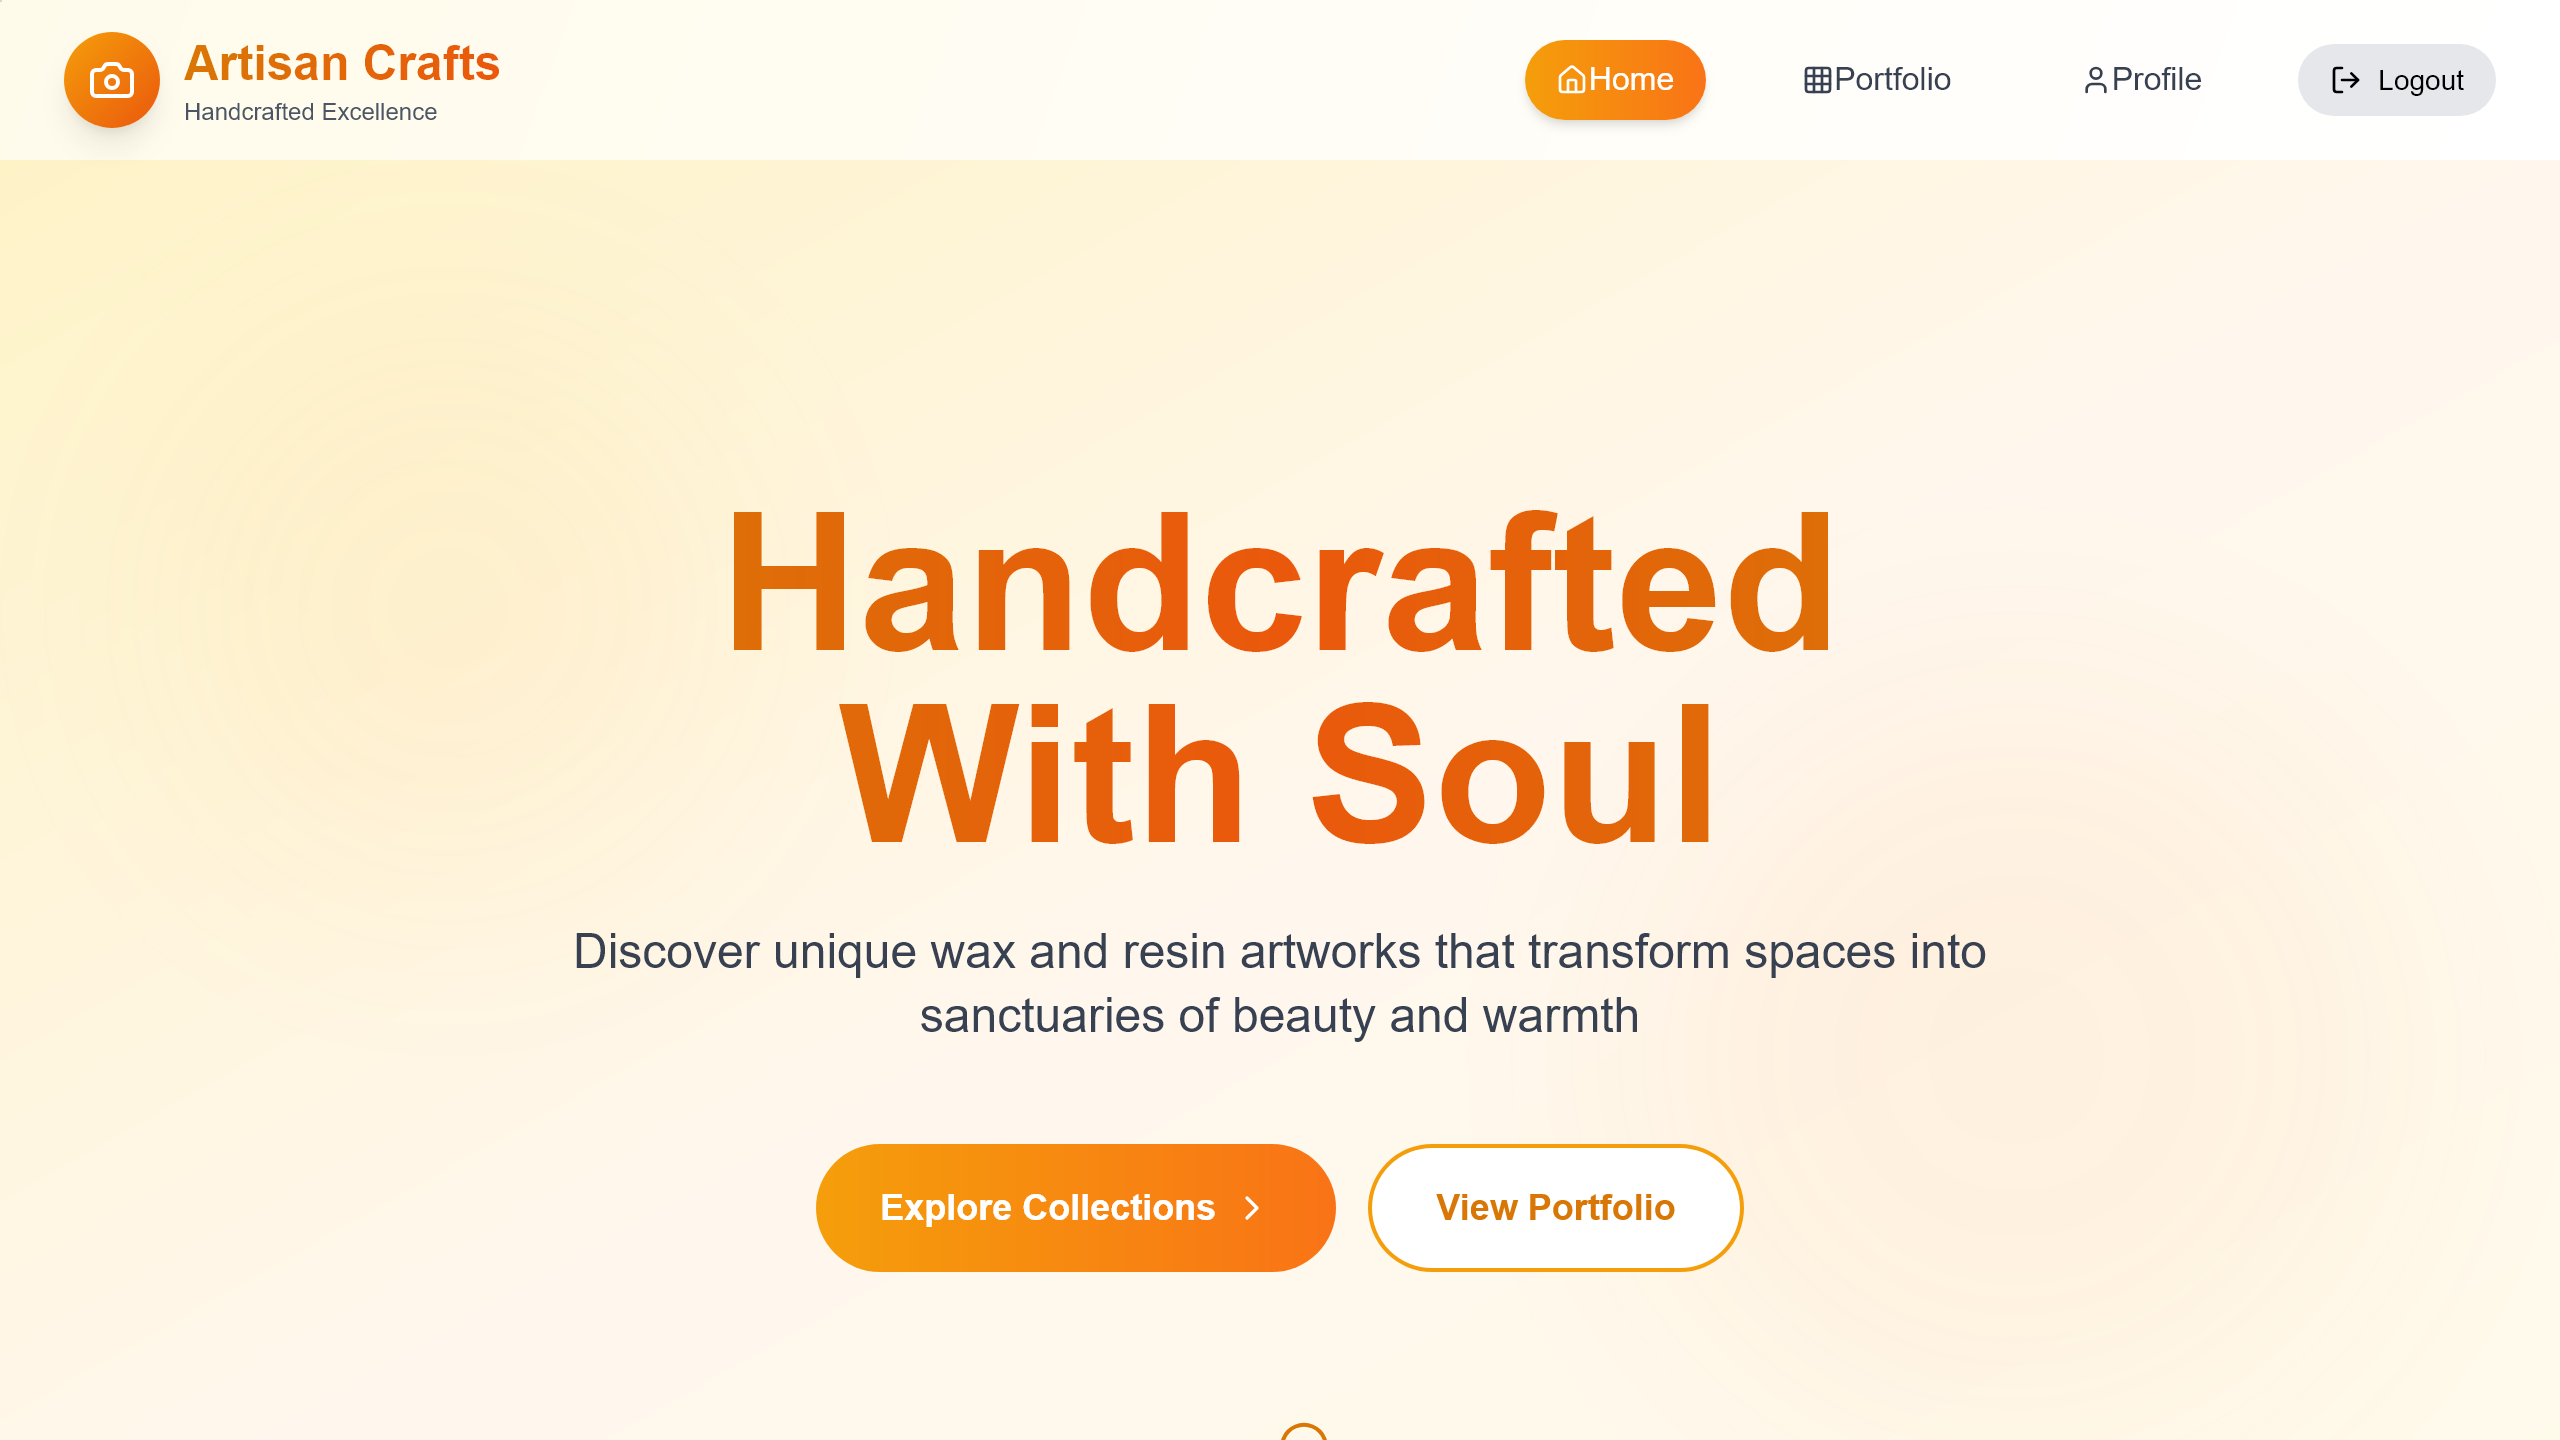 Artisan Crafts
Handcrafted Excellence
Home
Portfolio
Profile
Logout
Handcrafted
With Soul
Discover unique wax and resin artworks that transform spaces into
sanctuaries of beauty and warmth
Explore Collections
View Portfolio